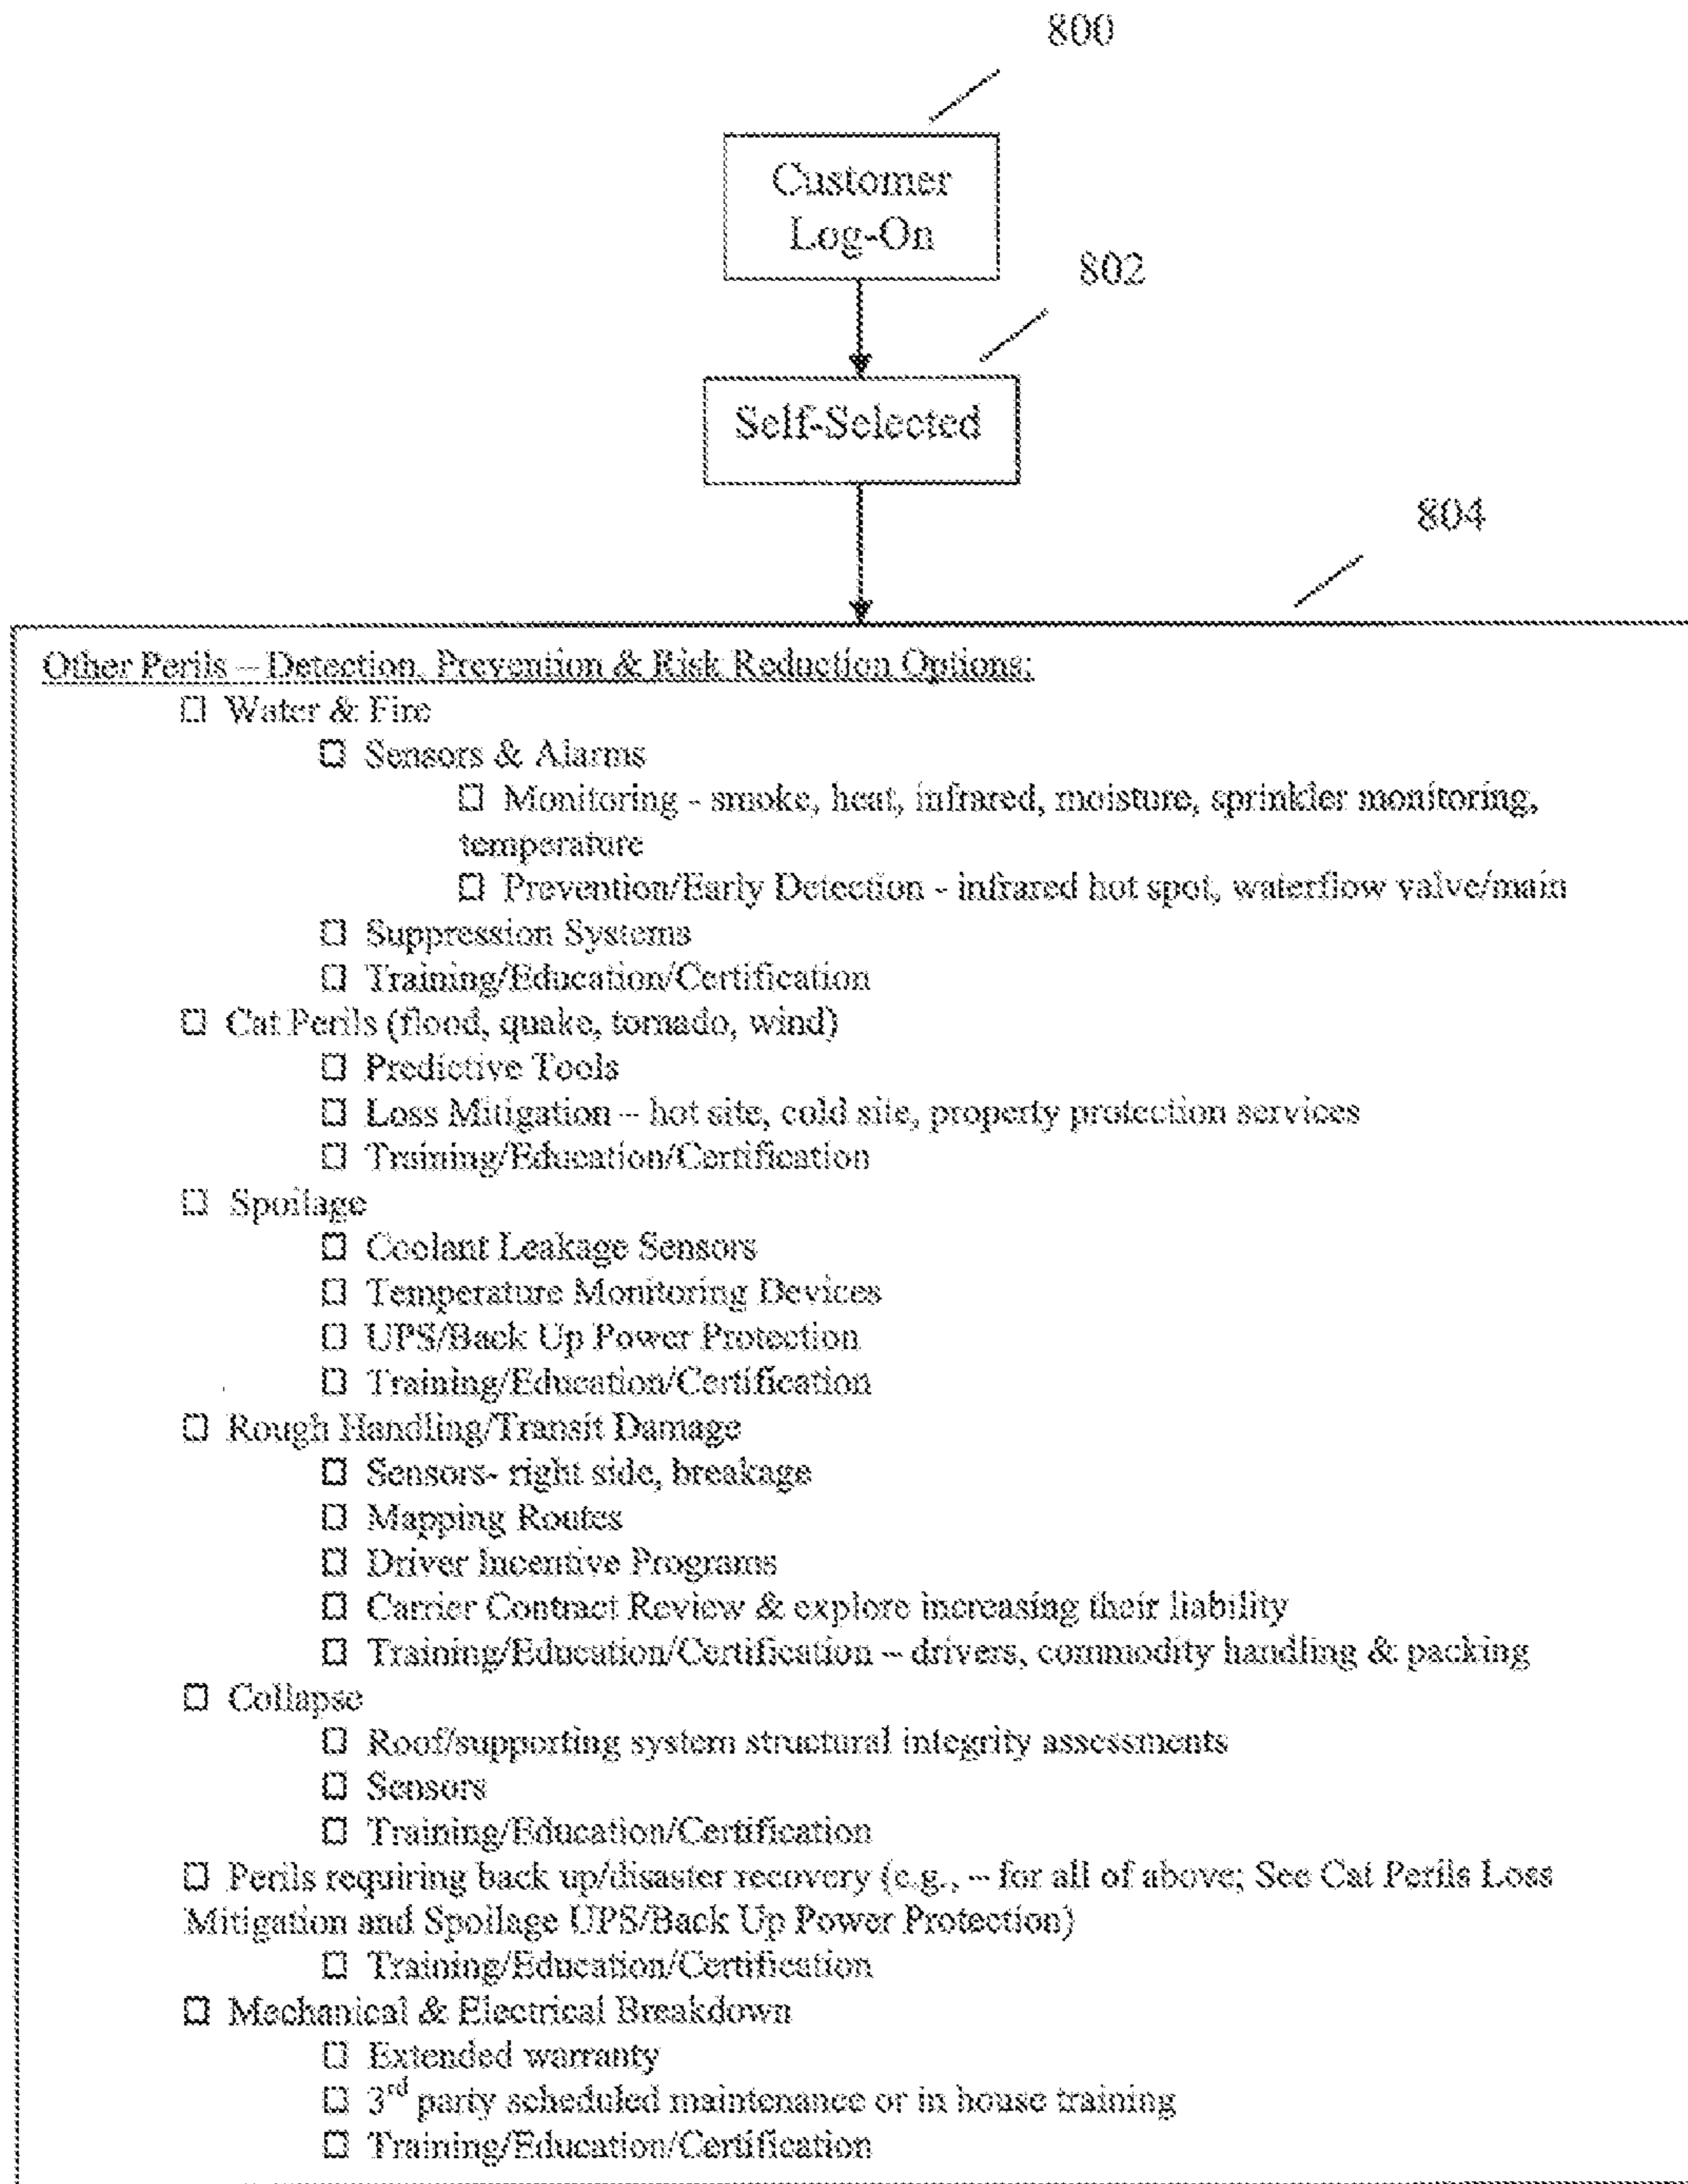 800
Customer
Log-On
802
Self-Selected
804
Other Perils – Detection, Prevention & Risk Reduction Options:
☐ Water & Fire
☐ Sensors & Alarms
☐ Monitoring - smoke, heat, infrared, moisture, sprinkler monitoring,
temperature
☐ Prevention/Early Detection - infrared hot spot, waterflow valve/main
☐ Suppression Systems
☐ Training/Education/Certification
☐ Cat Perils (flood, quake, tornado, wind)
☐ Predictive Tools
☐ Loss Mitigation – hot site, cold site, property protection services
☐ Training/Education/Certification
☐ Spoilage
☐ Coolant Leakage Sensors
☐ Temperature Monitoring Devices
☐ UPS/Back Up Power Protection
☐ Training/Education/Certification
☐ Rough Handling/Transit Damage
☐ Sensors- right side, breakage
☐ Mapping Routes
☐ Driver Incentive Programs
☐ Carrier Contract Review & explore increasing their liability
☐ Training/Education/Certification – drivers, commodity handling & packing
☐ Collapse
☐ Roof/supporting system structural integrity assessments
☐ Sensors
☐ Training/Education/Certification
☐ Perils requiring back up/disaster recovery (e.g., – for all of above; See Cat Perils Loss
Mitigation and Spoilage UPS/Back Up Power Protection)
☐ Training/Education/Certification
☐ Mechanical & Electrical Breakdown
☐ Extended warranty
☐ 3rd party scheduled maintenance or in house training
☐ Training/Education/Certification